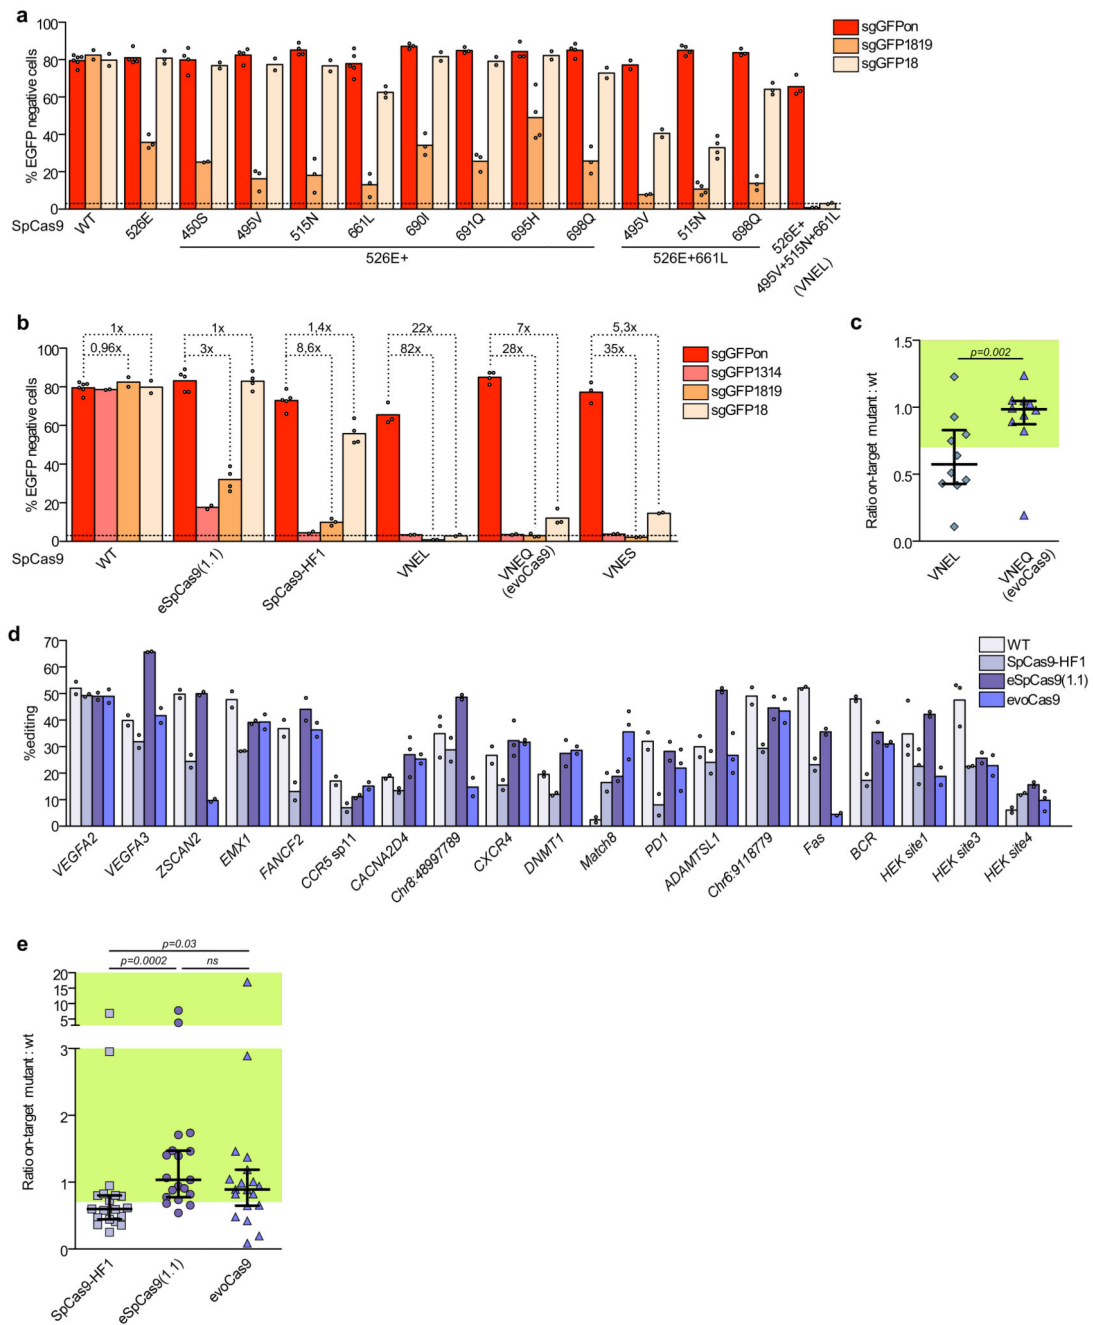 a
sgGFPon
sgGFP1819
sgGFP18
% EGFP negative cells
80
60
40
20
0
SpCas9
WT
526E
450S
495V
515N
661L
690I
691Q
695H
698Q
495V
515N
698Q
526E+
495V+515N+661L
(VNEL)
526E+
526E+661L
b
1x
0,96x
1x
3x
1,4x
8,6x
22x
82x
7x
28x
5,3x
35x
sgGFPon
sgGFP1314
sgGFP1819
sgGFP18
% EGFP negative cells
100
80
60
40
20
0
SpCas9
WT
eSpCas9(1.1)
SpCas9-HF1
VNEL
VNEQ
(evoCas9)
VNES
c
p=0.002
Ratio on-target mutant : wt
1.5
1.0
0.5
0.0
VNEL
VNEQ
(evoCas9)
d
WT
SpCas9-HF1
eSpCas9(1.1)
evoCas9
%editing
70
60
50
40
30
20
10
0
VEGFA2
VEGFA3
ZSCAN2
EMX1
FANCF2
CCR5 sp11
CACNA2D4
Chr8:48997789
CXCR4
DNMT1
Match8
PD1
ADAMTSL1
Chr6:9118779
Fas
BCR
HEK site1
HEK site3
HEK site4
e
p=0.03
p=0.0002
ns
Ratio on-target mutant : wt
20
15
10
5
3
2
1
0
SpCas9-HF1
eSpCas9(1.1)
evoCas9